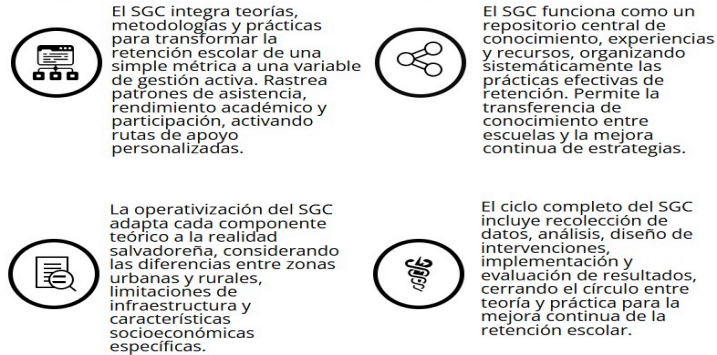 El SGC integra teorías,
metodologías y prácticas
para transformar la
retención escolar de una
simple métrica a una variable
de gestión activa. Rastrea
patrones de asistencia,
rendimiento académico y
participación, activando
rutas de apoyo
personalizadas.
El SGC funciona como un
repositorio central de
conocimiento, experiencias
y recursos, organizando
sistemáticamente las
prácticas efectivas de
retención. Permite la
transferencia de
conocimiento entre
escuelas y la mejora
continua de estrategias.
La operativización del SGC
adapta cada componente
teórico a la realidad
salvadoreña, considerando
las diferencias entre zonas
urbanas y rurales,
limitaciones de
infraestructura y
características
socioeconómicas
específicas.
El ciclo completo del SGC
incluye recolección de
datos, análisis, diseño de
intervenciones,
implementación y
evaluación de resultados,
cerrando el círculo entre
teoría y práctica para la
mejora continua de la
retención escolar.